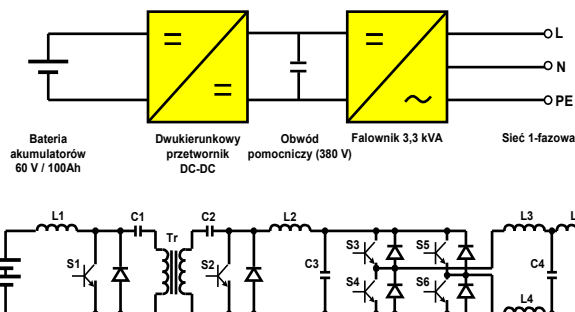 L
N
PE
Bateria
akumulatorów
60 V / 100Ah
Dwukierunkowy
przetwornik
DC-DC
Obwód
pomocniczy (380 V)
Falownik 3,3 kVA
Sieć 1-fazowa
L1
C1
Tr
C2
L2
L3
S1
S2
C3
S3
S5
S4
S6
C4
L4